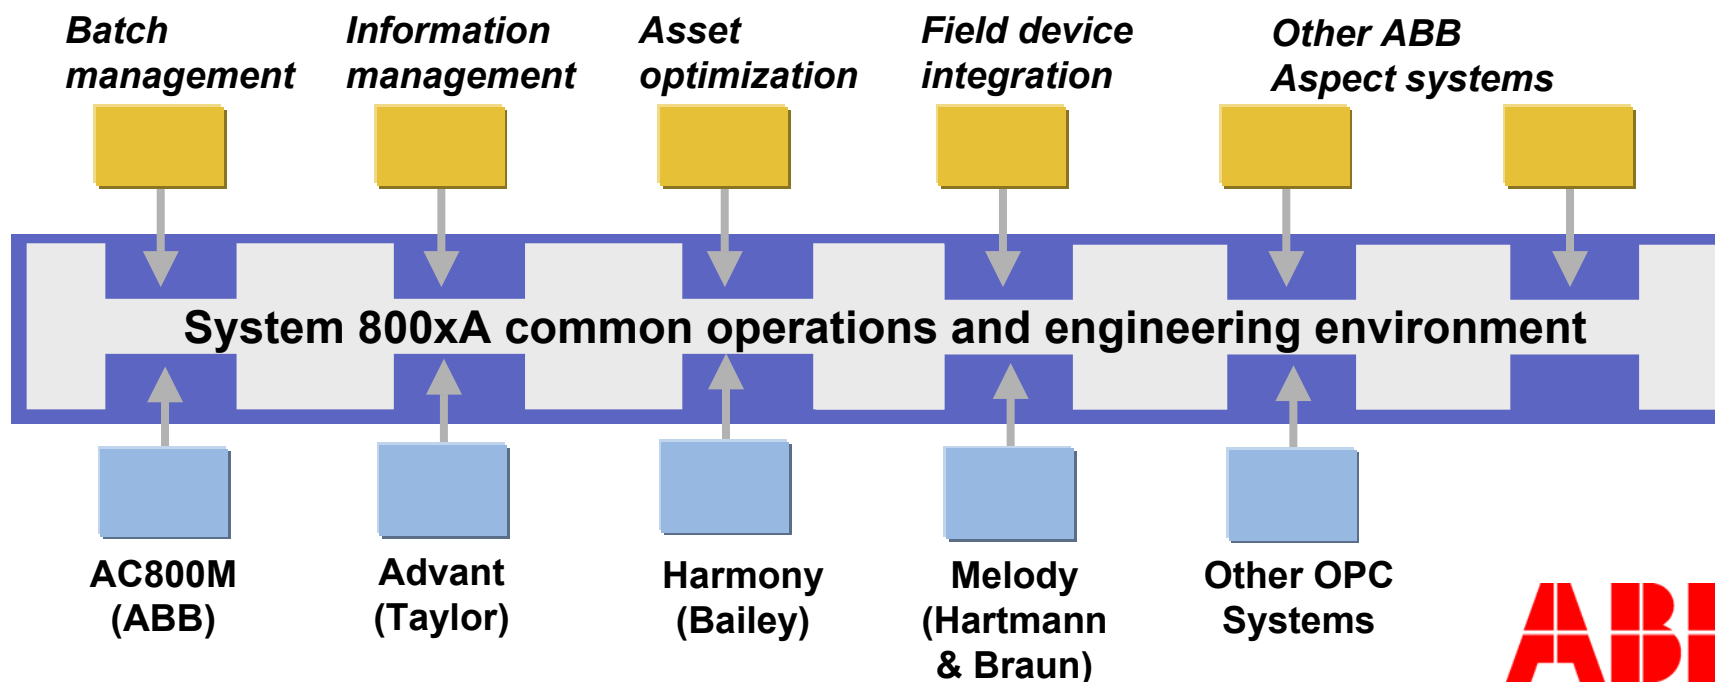 Batch
management
Information
management
Asset
optimization
Field device
integration
Other ABB
Aspect systems
System 800xA common operations and engineering environment
AC800M
(ABB)
Advant
(Taylor)
Harmony
(Bailey)
Melody
(Hartmann
& Braun)
Other OPC
Systems
ABB